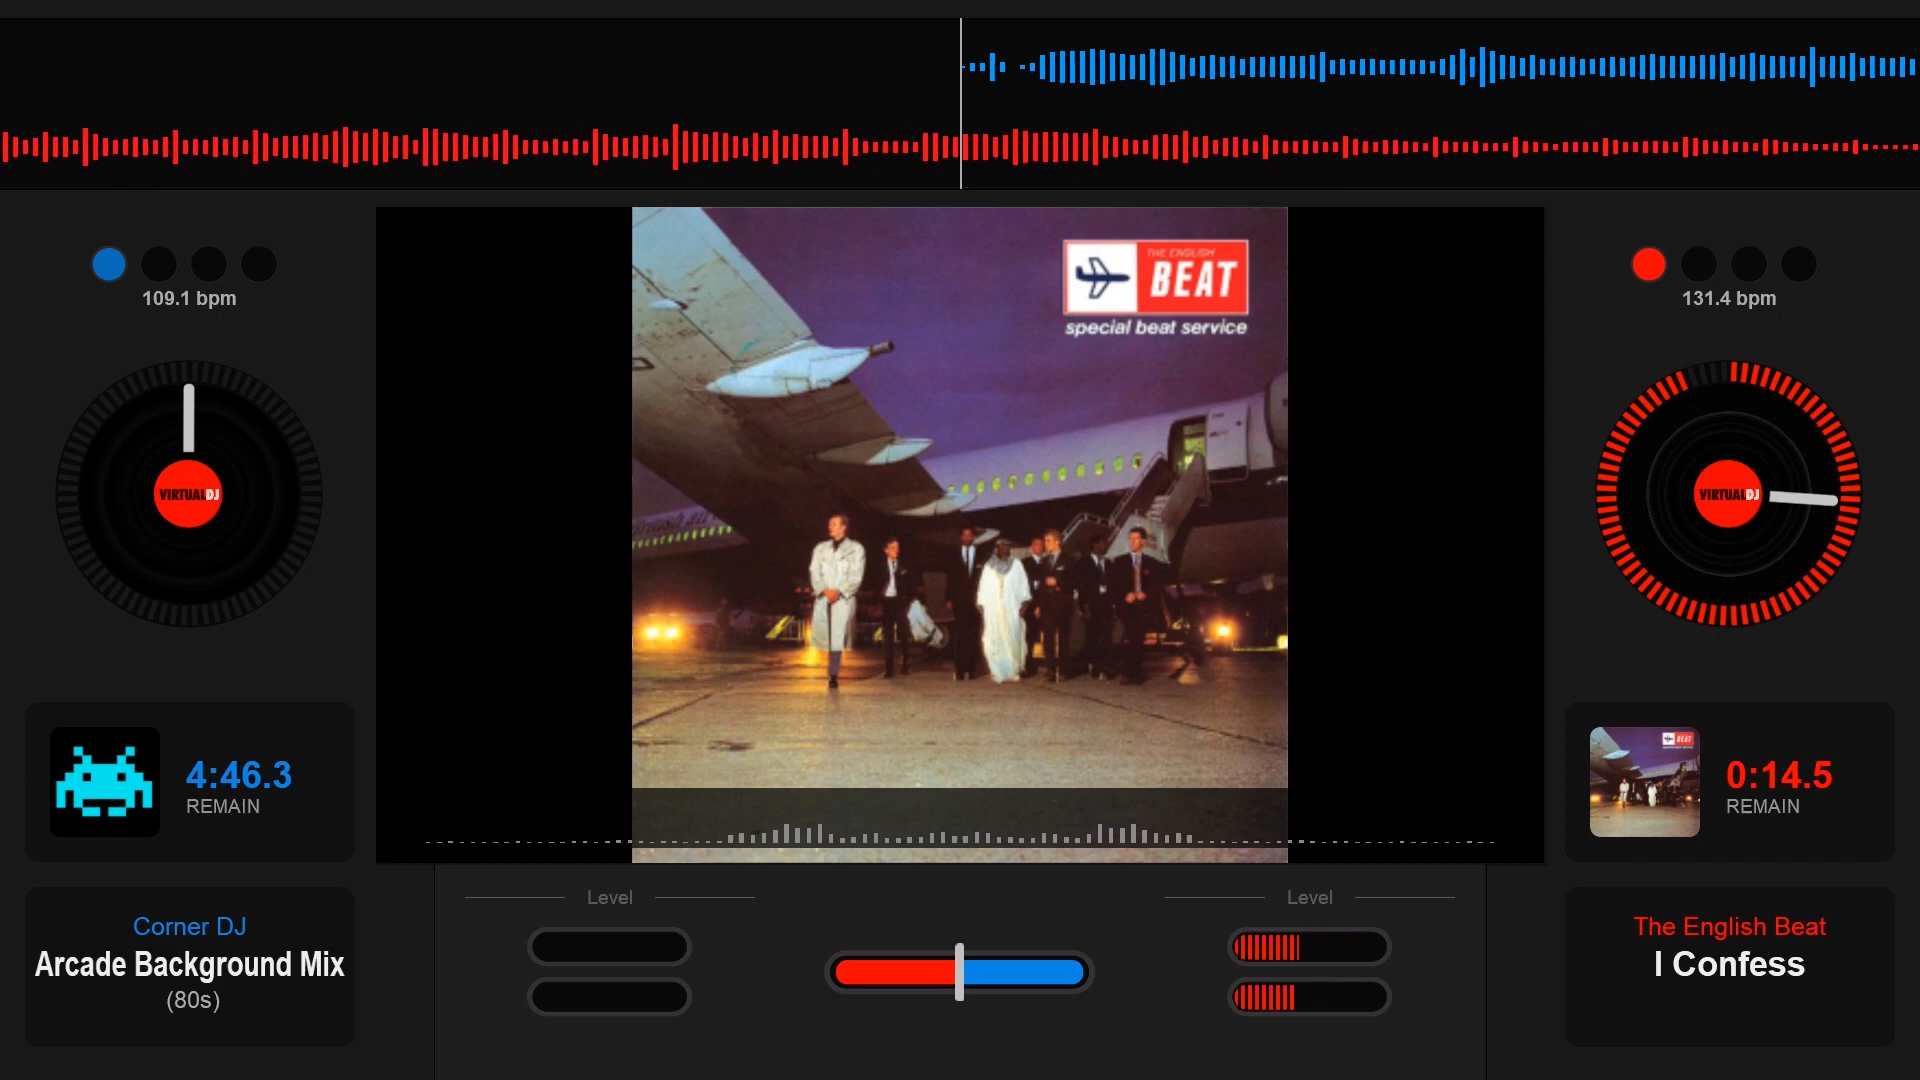 109.1 bpm
131.4 bpm
THE ENGLISH
BEAT
special beat service
VIRTUALDJ
VIRTUALDJ
4:46.3
REMAIN
BEAT
0:14.5
REMAIN
Corner DJ
Arcade Background Mix
(80s)
Level
Level
The English Beat
I Confess